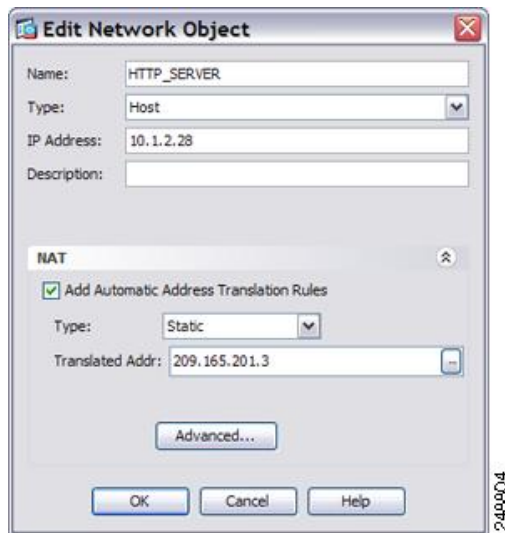 Edit Network Object
Name: HTTP_SERVER
Type: Host
IP Address: 10.1.2.28
Description:
NAT
Add Automatic Address Translation Rules
Type: Static
Translated Addr: 209.165.201.3 ...
Advanced...
OK Cancel Help
248804